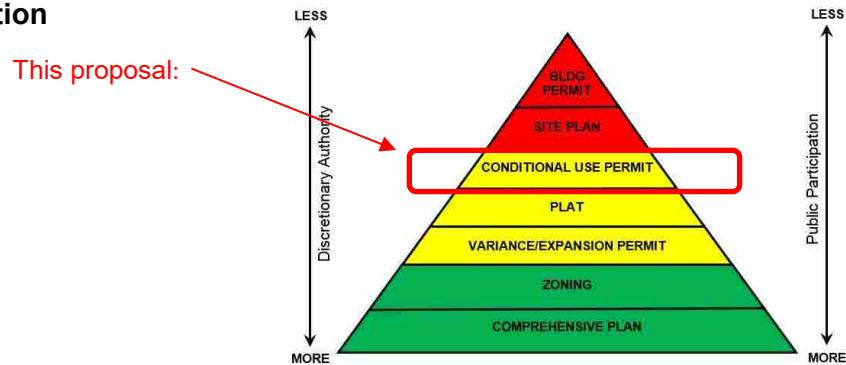 tion
This proposal:
LESS
Discretionary Authority
MORE
BLDG
PERMIT
SITE PLAN
CONDITIONAL USE PERMIT
PLAT
VARIANCE/EXPANSION PERMIT
ZONING
COMPREHENSIVE PLAN
LESS
Public Participation
MORE